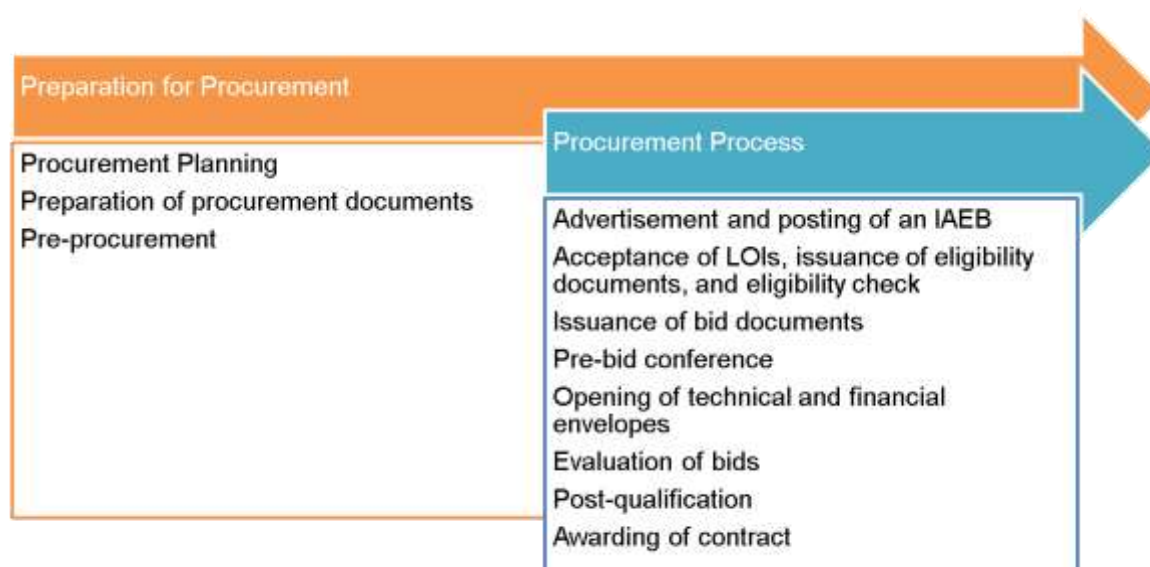 Preparation for Procurement
Procurement Planning
Preparation of procurement documents
Pre-procurement
Procurement Process
Advertisement and posting of an IAEB
Acceptance of LOIs, issuance of eligibility
documents, and eligibility check
Issuance of bid documents
Pre-bid conference
Opening of technical and financial
envelopes
Evaluation of bids
Post-qualification
Awarding of contract